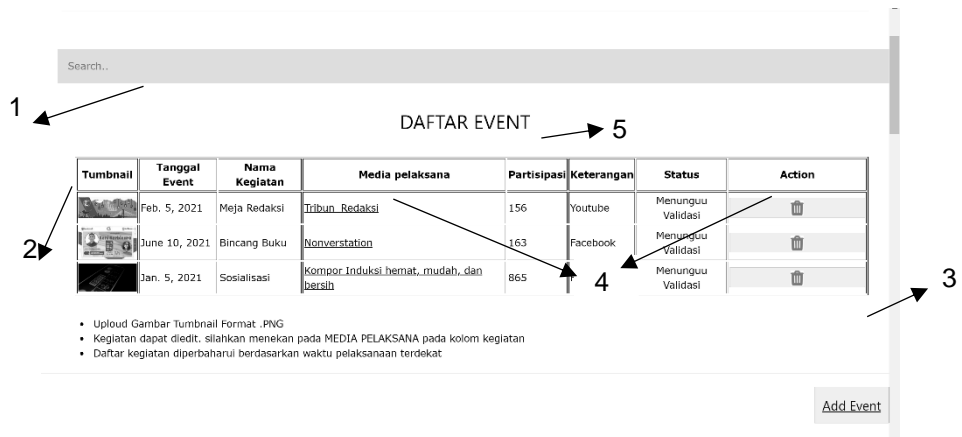 Search..
1
DAFTAR EVENT
5
Tumbnail Tanggal Event Nama Kegiatan Media pelaksana Partisipasi Keterangan Status Action
Feb. 5, 2021 Meja Redaksi Tribun Redaksi 156 Youtube Menunguu Validasi
2
June 10, 2021 Bincang Buku Nonverstation 163 Facebook Menunguu Validasi
Jan. 5, 2021 Sosialisasi Kompor Induksi hemat, mudah, dan bersih 865 Menunguu Validasi
4
3
• Uploud Gambar Tumbnail Format .PNG
• Kegiatan dapat diedit. silahkan menekan pada MEDIA PELAKSANA pada kolom kegiatan
• Daftar kegiatan diperbaharui berdasarkan waktu pelaksanaan terdekat
Add Event